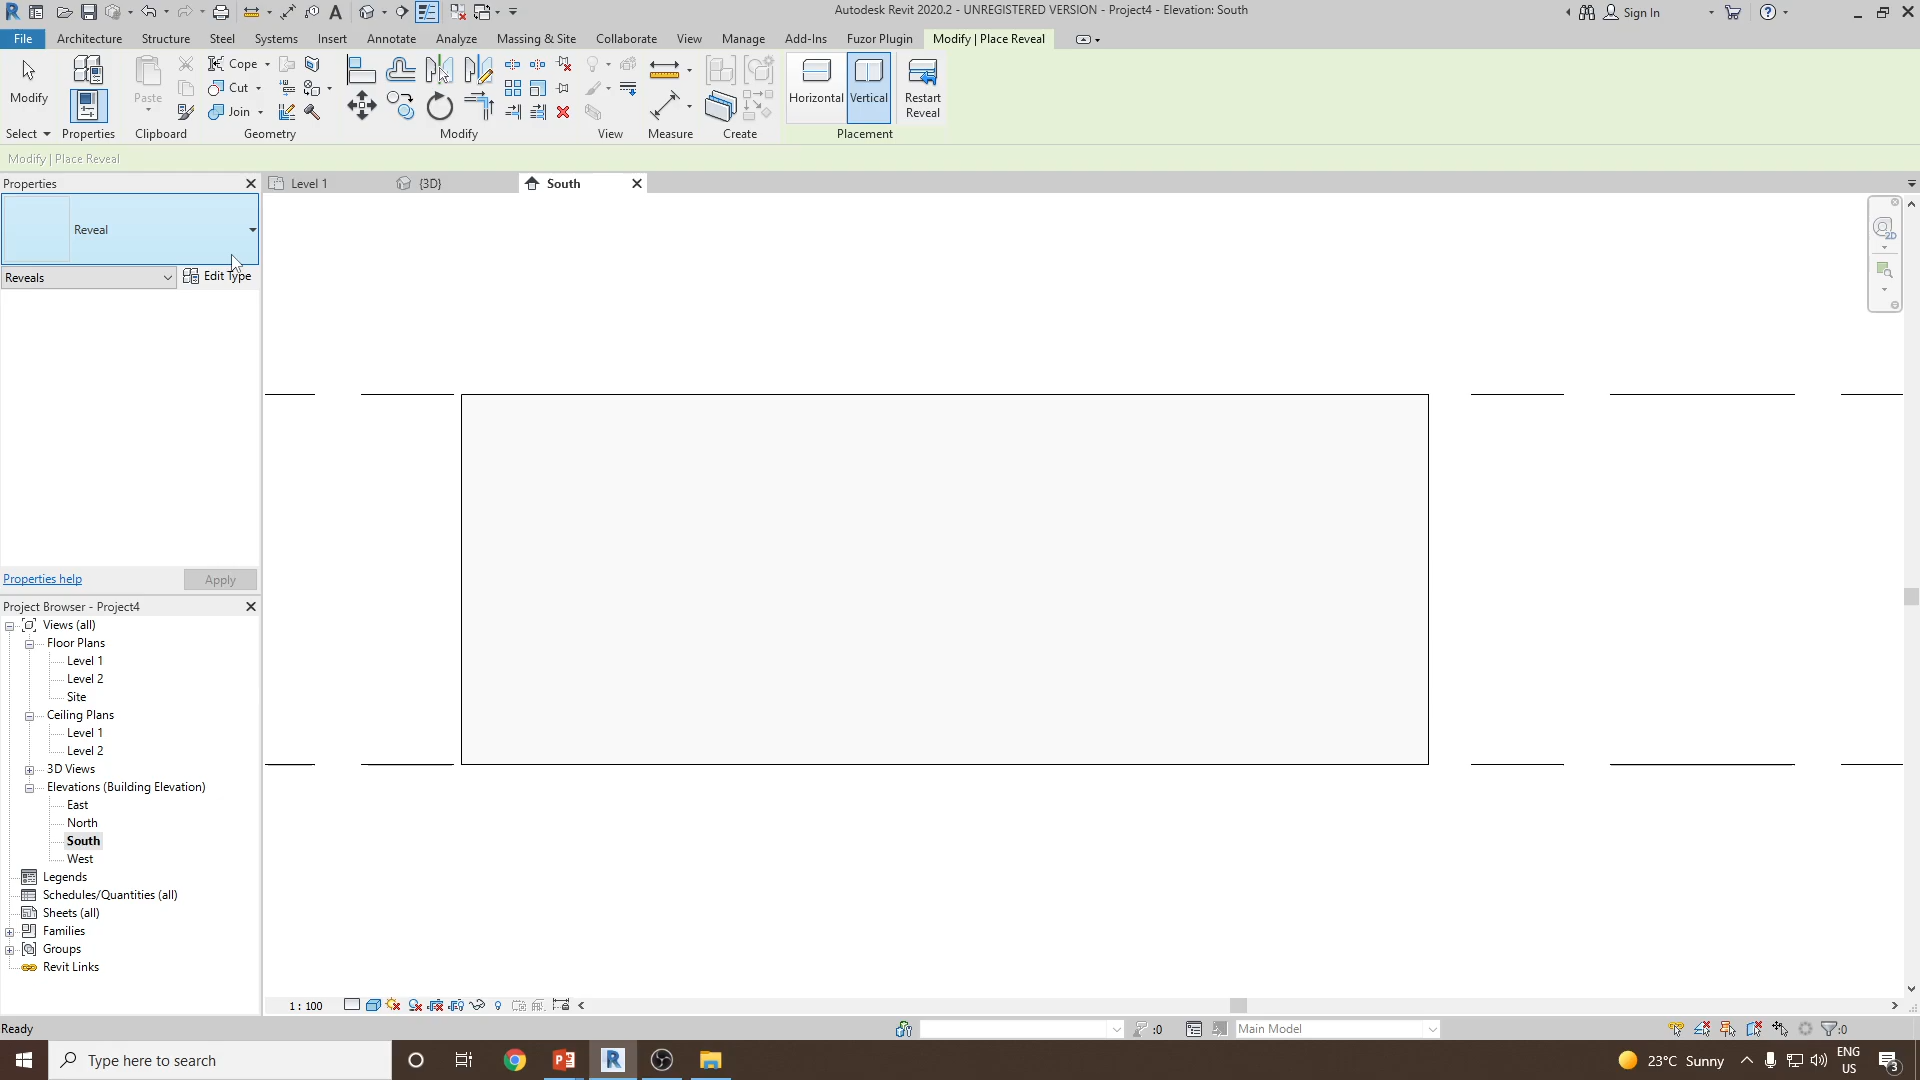 Autodesk Revit 2020.2 - UNREGISTERED VERSION - Project4 - Elevation: South
Sign In
File Architecture Structure Steel Systems Insert Annotate Analyze Massing & Site Collaborate View Manage Add-Ins Fuzor Plugin Modify | Place Reveal
Modify
Paste
Cope
Cut
Join
Horizontal
Vertical
Restart
Reveal
Select Properties Clipboard Geometry Modify View Measure Create Placement
Modify | Place Reveal
Properties
Level 1
{3D}
South
Reveal
Reveals
Edit Type
2D
Properties help
Apply
Project Browser - Project4
Views (all)
Floor Plans
Level 1
Level 2
Site
Ceiling Plans
Level 1
Level 2
3D Views
Elevations (Building Elevation)
East
North
South
West
Legends
Schedules/Quantities (all)
Sheets (all)
Families
Groups
Revit Links
1 : 100
Ready
:0
Main Model
:0
Type here to search
23°C Sunny
ENG
US
3